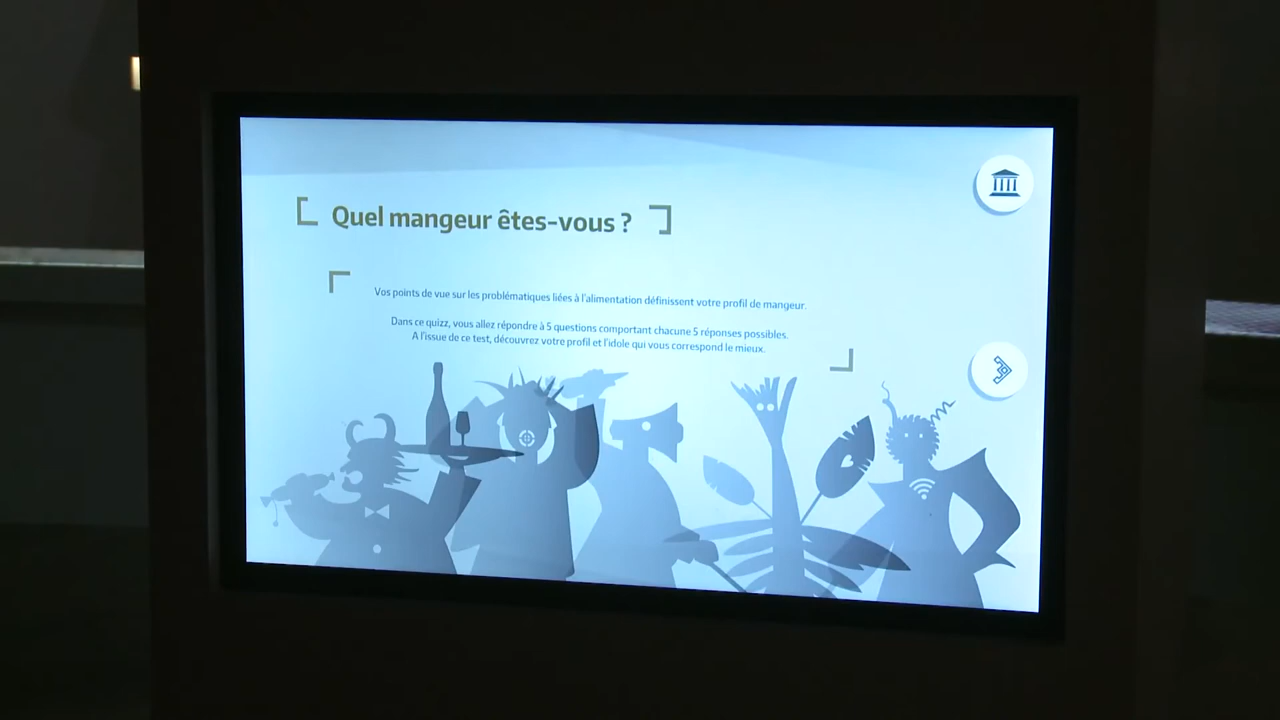 Quel mangeur êtes-vous ?
Vos points de vue sur les problématiques liées à l'alimentation définissent votre profil de mangeur.
Dans ce quizz, vous allez répondre à 5 questions comportant chacune 5 réponses possibles.
A l'issue de ce test, découvrez votre profil et l'idole qui vous correspond le mieux.